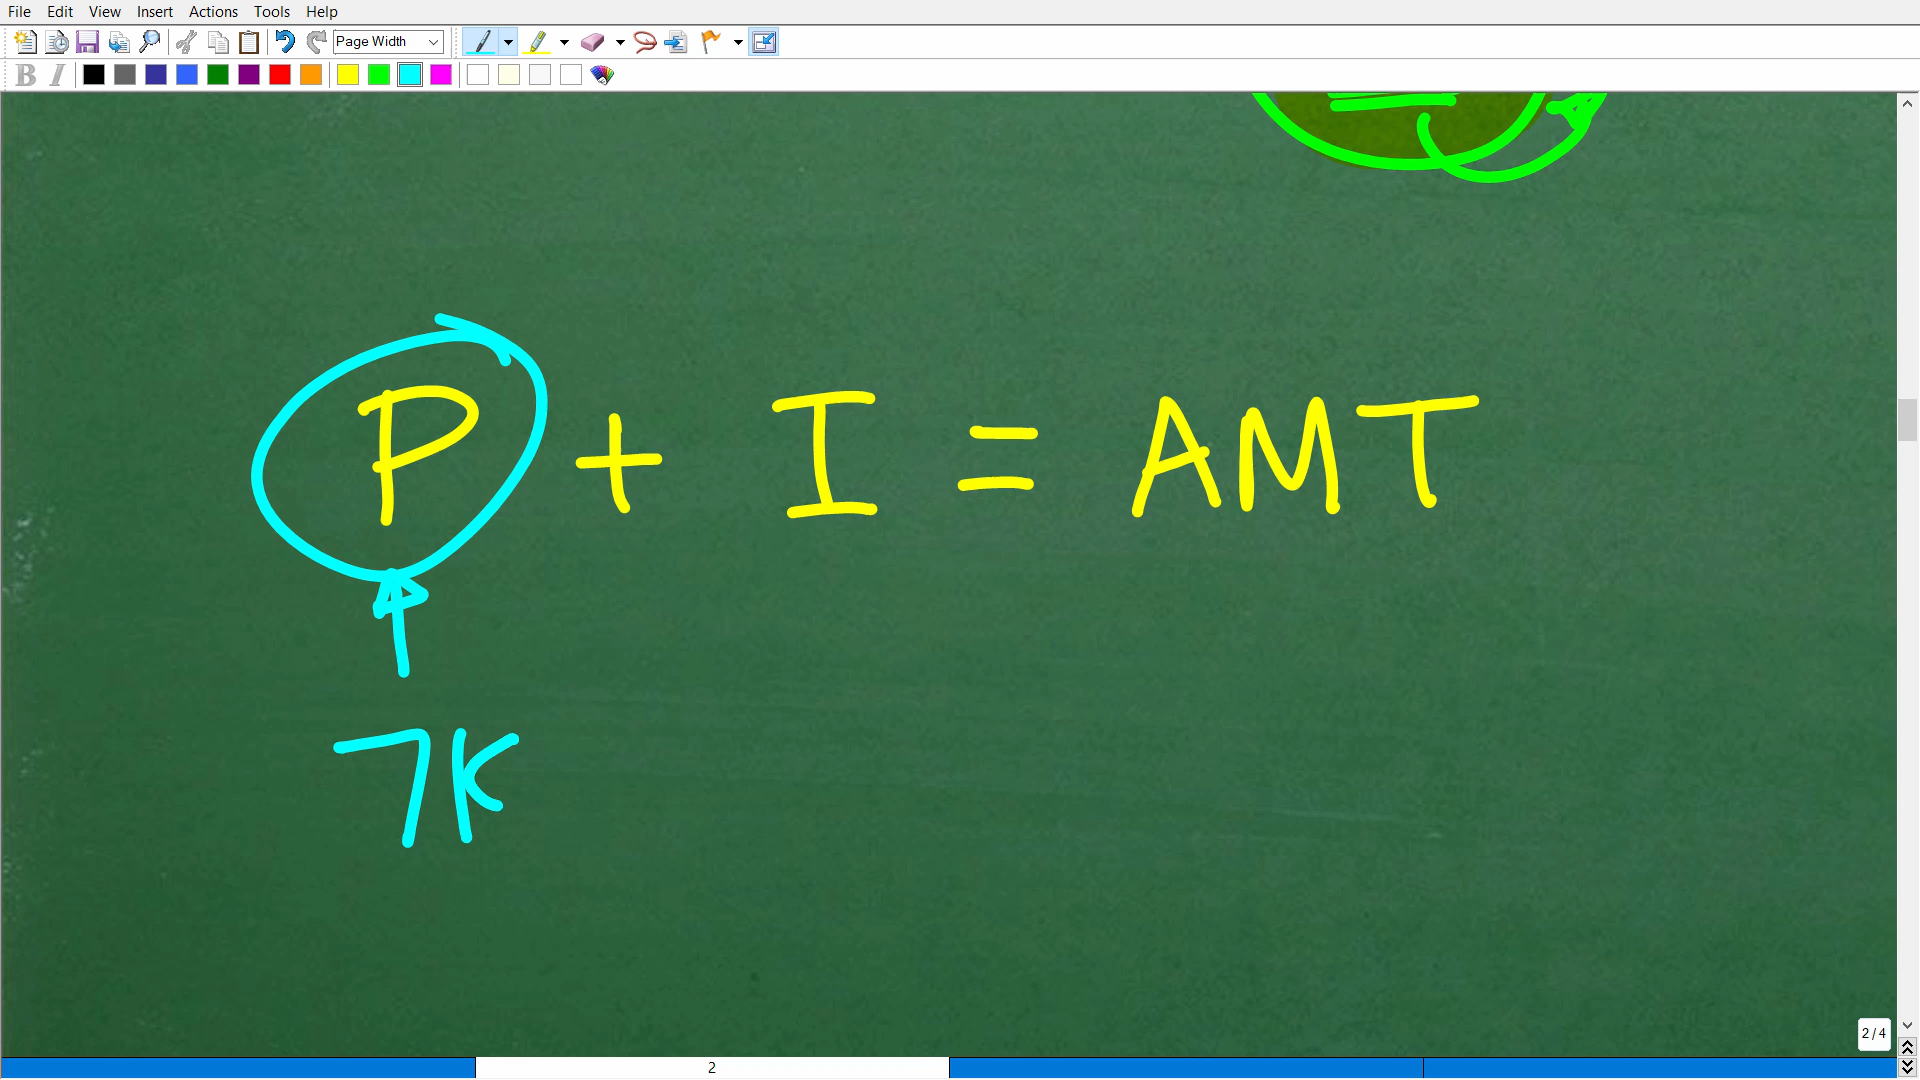 File Edit View Insert Actions Tools Help
Page Width
B I
P + I = AMT
7K
2 / 4
2